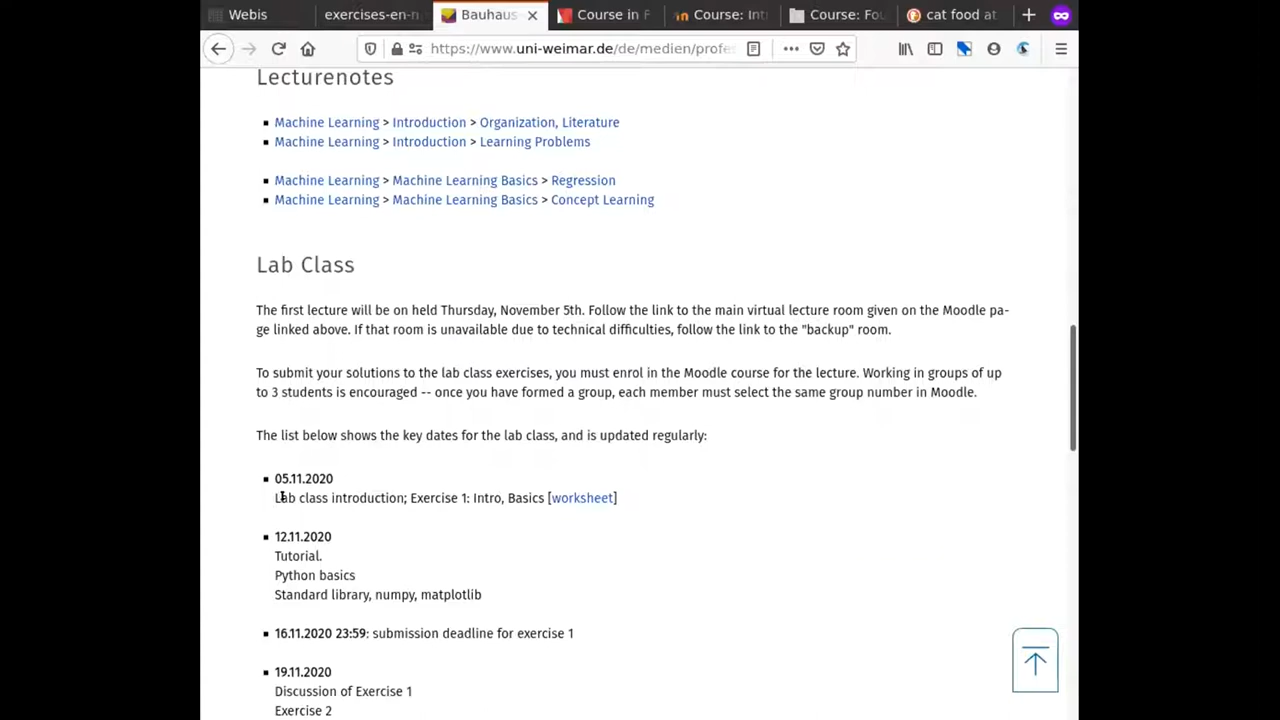 Webis
exercises-en-n
Bauhaus-
Course in F
Course: Int
Course: Fou
cat food at
https://www.uni-weimar.de/de/medien/profe
Lecturenotes
Machine Learning > Introduction > Organization, Literature
Machine Learning > Introduction > Learning Problems
Machine Learning > Machine Learning Basics > Regression
Machine Learning > Machine Learning Basics > Concept Learning
Lab Class
The first lecture will be on held Thursday, November 5th. Follow the link to the main virtual lecture room given on the Moodle pa-
ge linked above. If that room is unavailable due to technical difficulties, follow the link to the "backup" room.
To submit your solutions to the lab class exercises, you must enrol in the Moodle course for the lecture. Working in groups of up
to 3 students is encouraged -- once you have formed a group, each member must select the same group number in Moodle.
The list below shows the key dates for the lab class, and is updated regularly:
05.11.2020
Lab class introduction; Exercise 1: Intro, Basics [worksheet]
12.11.2020
Tutorial.
Python basics
Standard library, numpy, matplotlib
16.11.2020 23:59: submission deadline for exercise 1
19.11.2020
Discussion of Exercise 1
Exercise 2